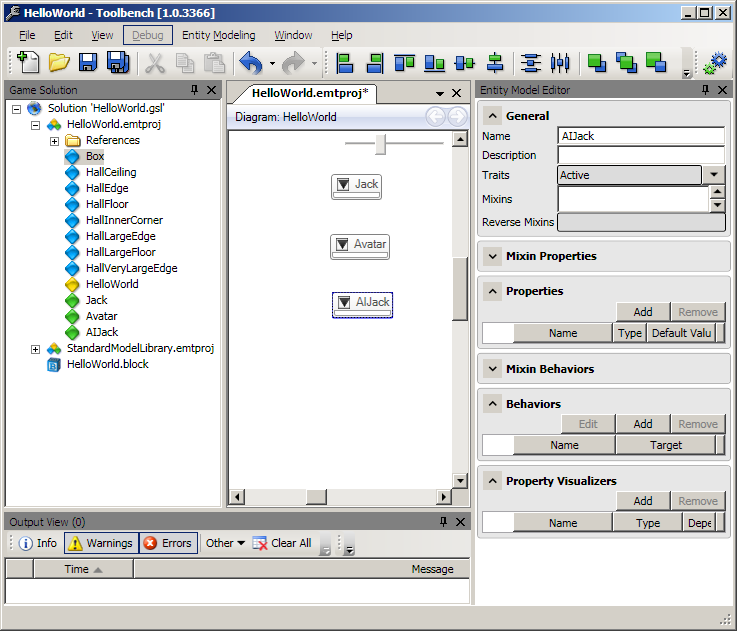 HelloWorld - Toolbench [1.0.3366]
File Edit View Debug Entity Modeling Window Help
Game Solution
Solution 'HelloWorld.gsl'
HelloWorld.emtproj
References
Box
HallCeiling
HallEdge
HallFloor
HallInnerCorner
HallLargeEdge
HallLargeFloor
HallVeryLargeEdge
HelloWorld
Jack
Avatar
AIJack
StandardModelLibrary.emtproj
HelloWorld.block
HelloWorld.emtproj*
Diagram: HelloWorld
Jack
Avatar
AIJack
Entity Model Editor
General
Name AIJack
Description
Traits Active
Mixins
Reverse Mixins
Mixin Properties
Properties
Add Remove
Name Type Default Valu
Mixin Behaviors
Behaviors
Edit Add Remove
Name Target
Property Visualizers
Add Remove
Name Type Depe
Output View (0)
Info Warnings Errors Other Clear All
Time Message